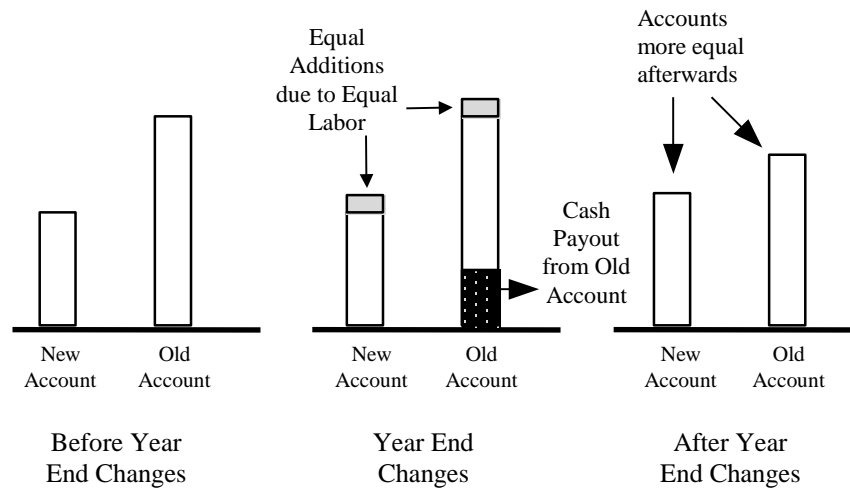 Equal
Additions
due to Equal
Labor
Accounts
more equal
afterwards
Cash
Payout
from Old
Account
New
Account
Old
Account
New
Account
Old
Account
New
Account
Old
Account
Before Year
End Changes
Year End
Changes
After Year
End Changes